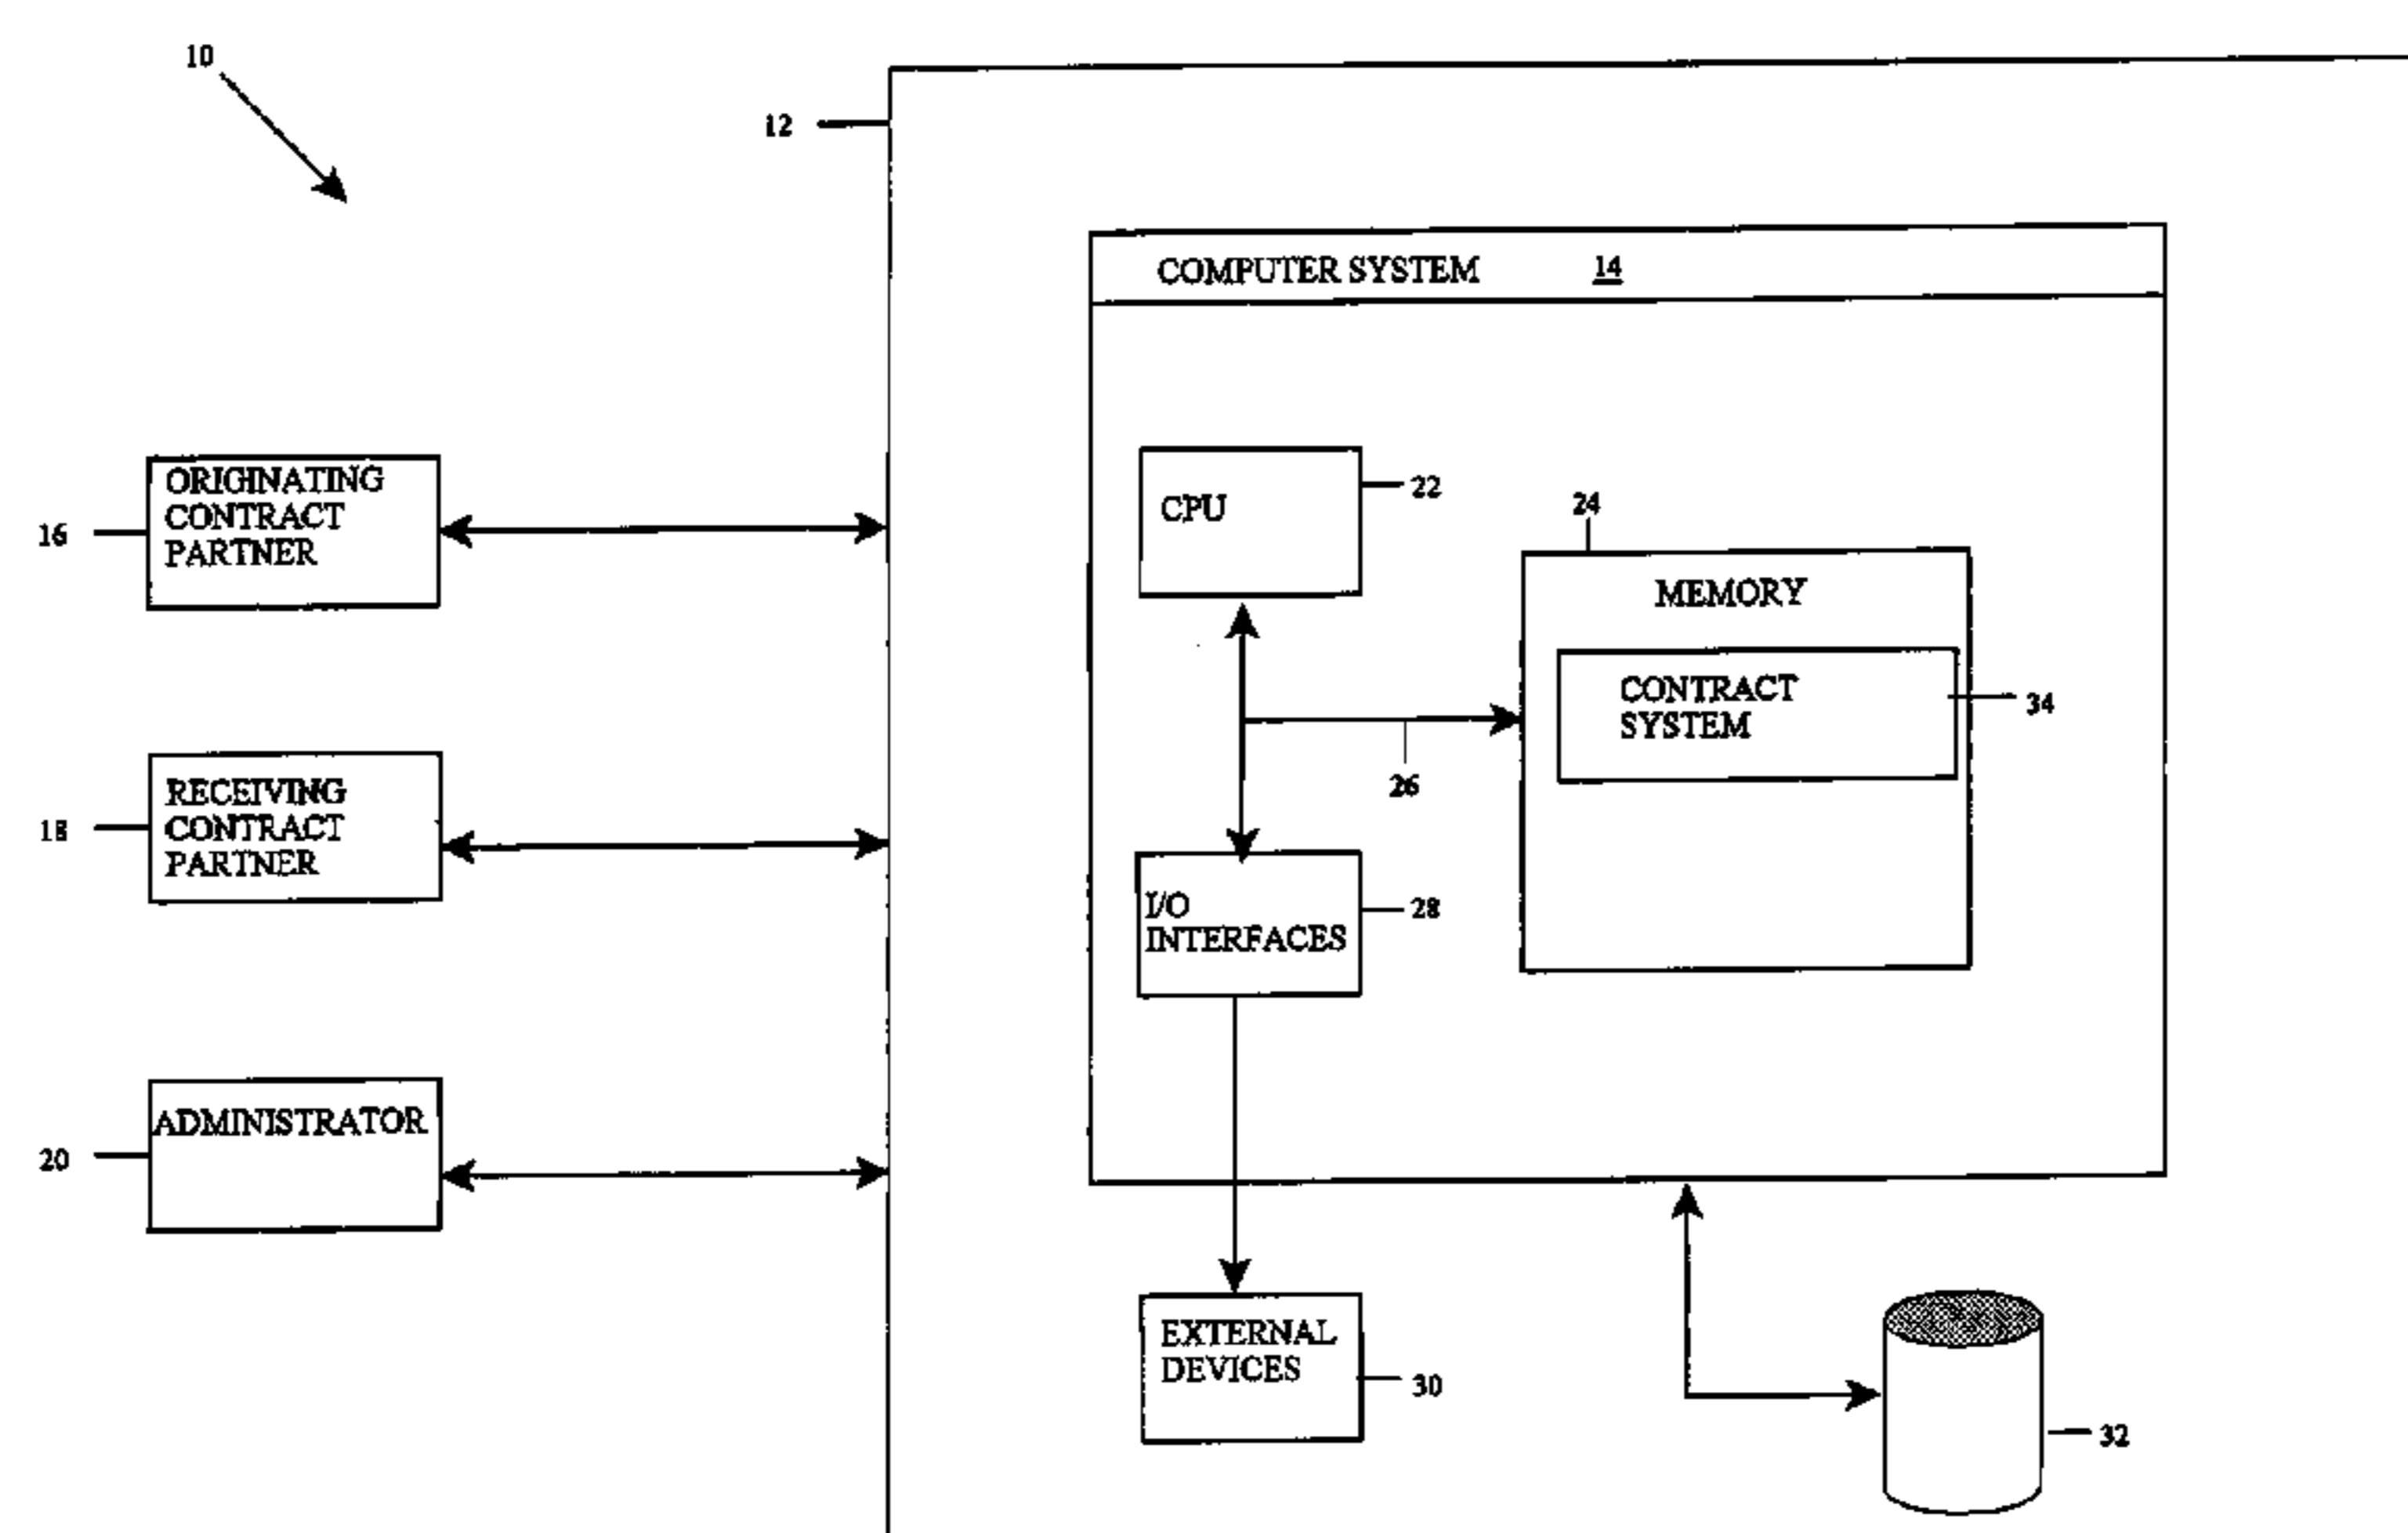 10
12
COMPUTER SYSTEM 14
ORIGINATING
CONTRACT
PARTNER
16
CPU
22
24
MEMORY
CONTRACT
SYSTEM
34
26
RECEIVING
CONTRACT
PARTNER
18
I/O
INTERFACES
28
ADMINISTRATOR
20
EXTERNAL
DEVICES
30
32